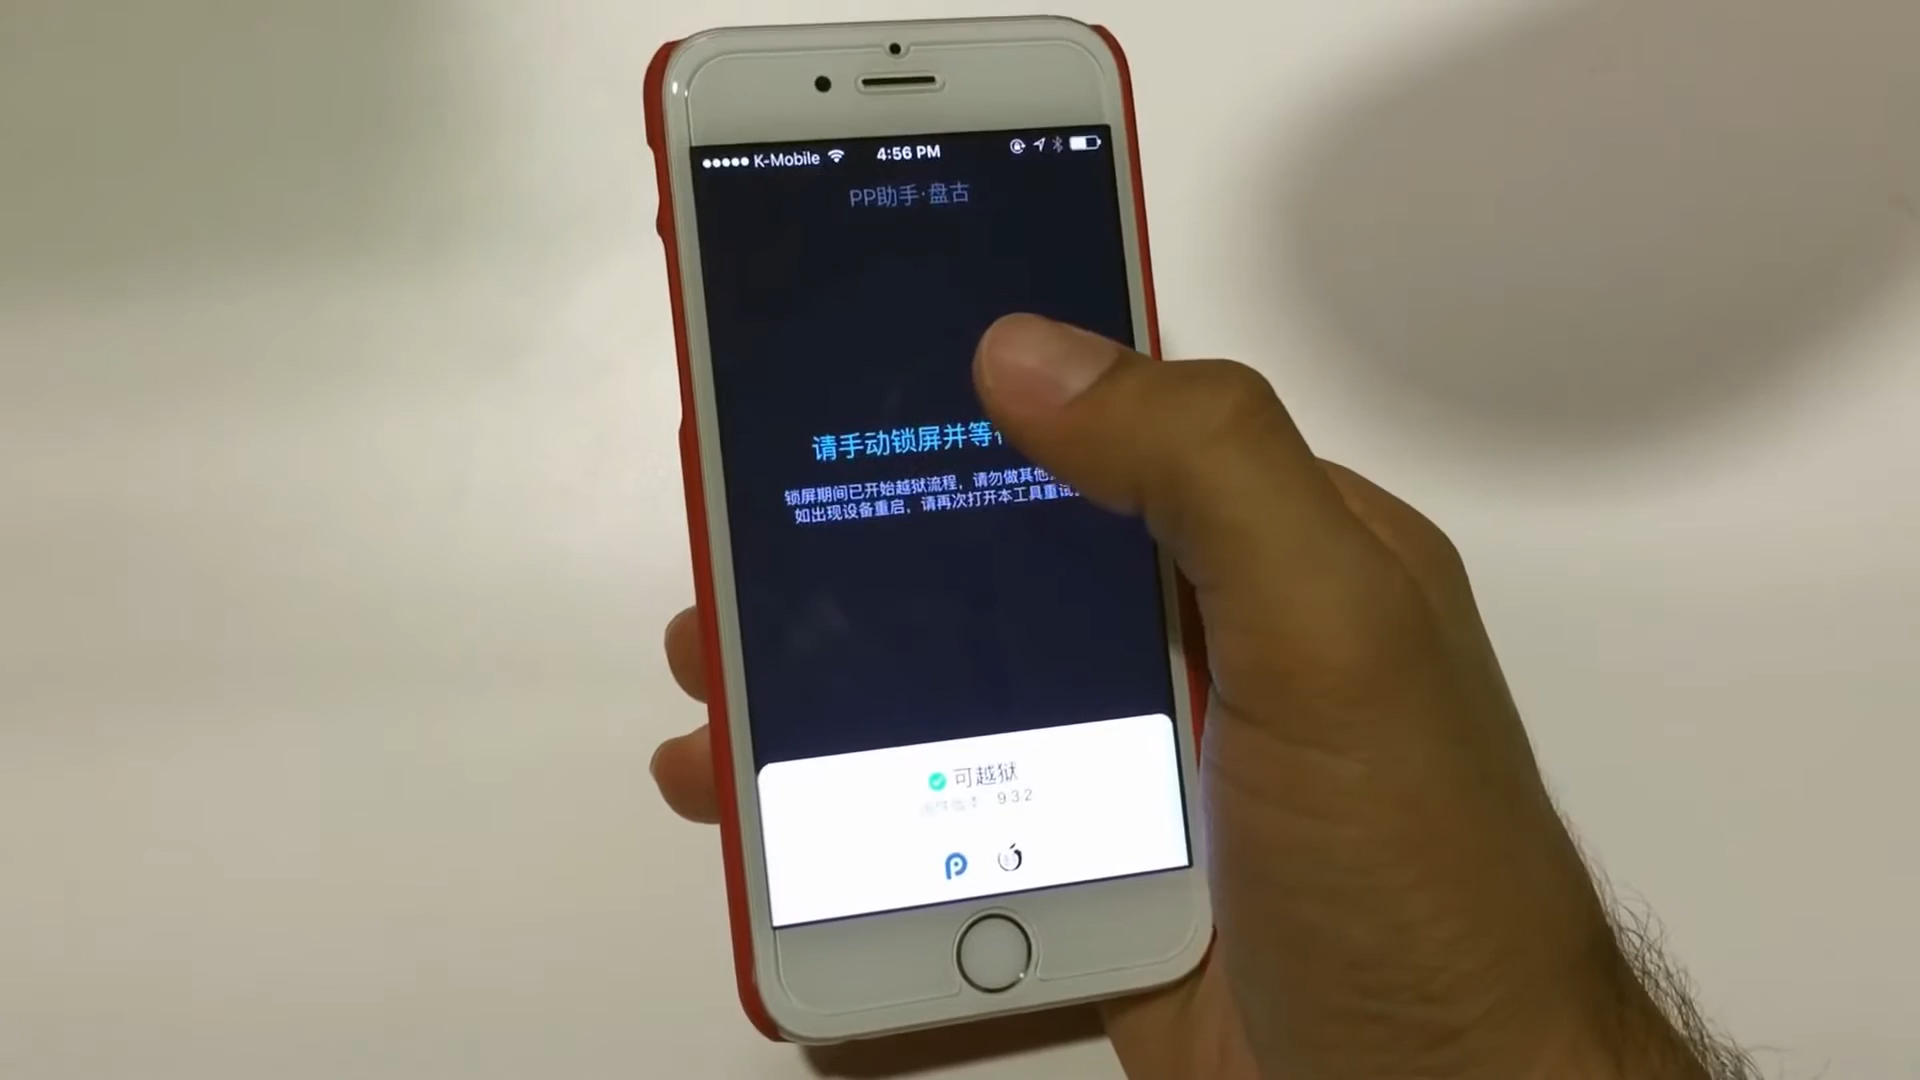 K-Mobile 4:56 PM
PP助手·盘古
请手动锁屏并等
锁屏期间已开始越狱流程，请勿做其他
如出现设备重启，请再次打开本工具重试
可越狱
9.3.2